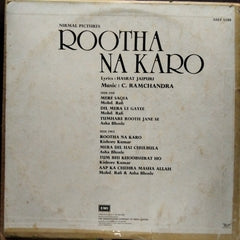 NIRMAL PICTURES
ROOTHA
NA KARO
Lyrics : HASRAT JAIPURI
Music : C. RAMCHANDRA
SIDE ONE
MERE SAQIA
Mohd. Rafi
DIL MERA LE GAYEE
Mohd. Rafi
TUMHARI ROOTH JANE SE
Asha Bhosle
SIDE TWO
ROOTHA NA KARO
Kishore Kumar
MERA DIL HAI CHULBULA
Asha Bhosle
TUM BHI KHOOBSURAT HO
Kishore Kumar
AAP KA CHEHRA MASHA ALLAH
Mohd. Rafi & Asha Bhosle
EMI